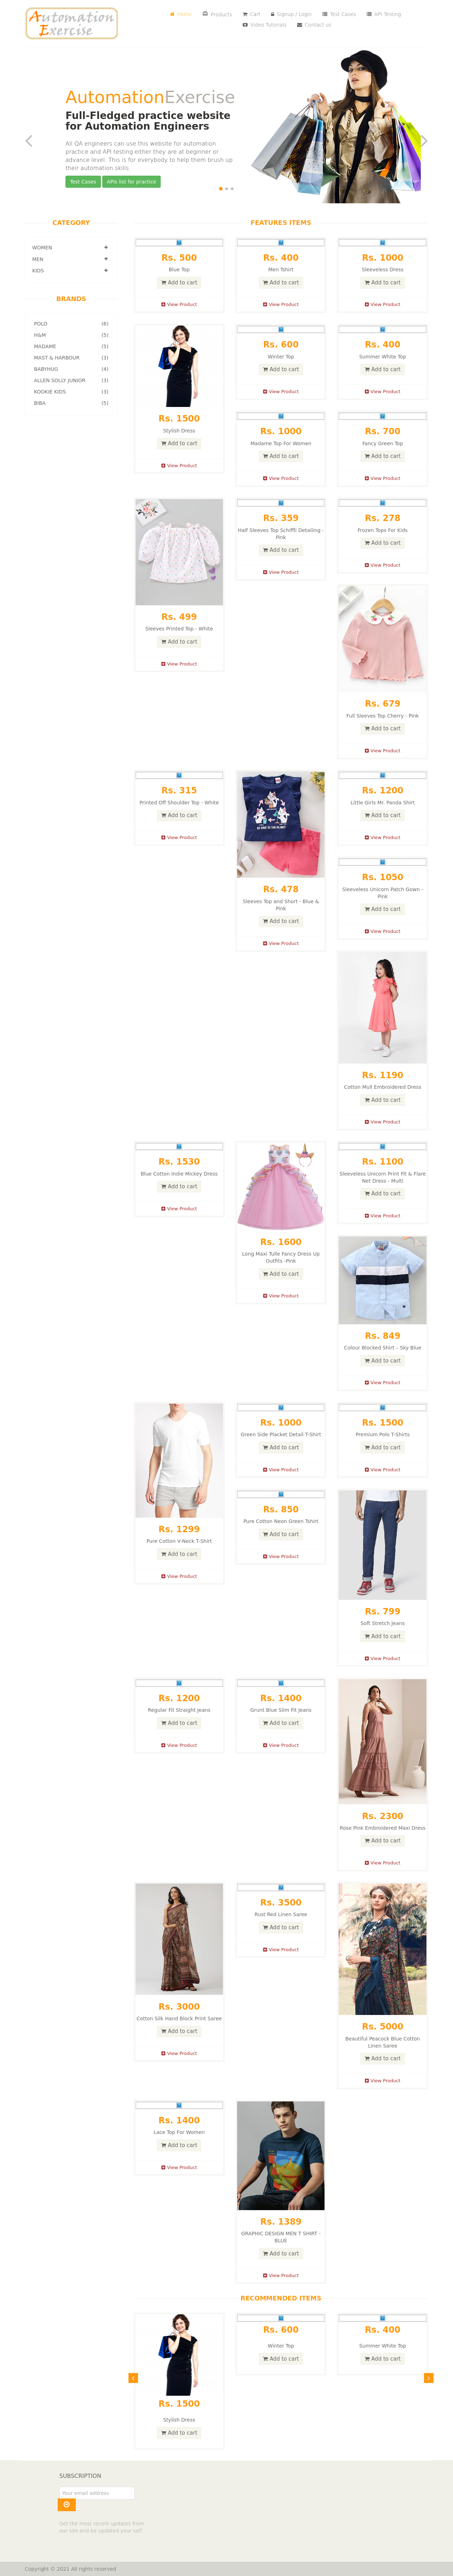 Automation
Exercise
Home
Products
Cart
Signup / Login
Test Cases
API Testing
Video Tutorials
Contact us
AutomationExercise
Full-Fledged practice website
for Automation Engineers
All QA engineers can use this website for automation
practice and API testing either they are at beginner or
advance level. This is for everybody to help them brush up
their automation skills.
Test Cases
APIs list for practice
CATEGORY
WOMEN
MEN
KIDS
BRANDS
POLO (6)
H&M (5)
MADAME (5)
MAST & HARBOUR (3)
BABYHUG (4)
ALLEN SOLLY JUNIOR (3)
KOOKIE KIDS (3)
BIBA (5)
FEATURES ITEMS
Rs. 500
Blue Top
Add to cart
View Product
Rs. 400
Men Tshirt
Add to cart
View Product
Rs. 1000
Sleeveless Dress
Add to cart
View Product
Rs. 1500
Stylish Dress
Add to cart
View Product
Rs. 600
Winter Top
Add to cart
View Product
Rs. 400
Summer White Top
Add to cart
View Product
Rs. 1000
Madame Top For Women
Add to cart
View Product
Rs. 700
Fancy Green Top
Add to cart
View Product
Rs. 499
Sleeves Printed Top - White
Add to cart
View Product
Rs. 359
Half Sleeves Top Schiffli Detailing -
Pink
Add to cart
View Product
Rs. 278
Frozen Tops For Kids
Add to cart
View Product
Rs. 679
Full Sleeves Top Cherry - Pink
Add to cart
View Product
Rs. 315
Printed Off Shoulder Top - White
Add to cart
View Product
Rs. 478
Sleeves Top and Short - Blue &
Pink
Add to cart
View Product
Rs. 1200
Little Girls Mr. Panda Shirt
Add to cart
View Product
Rs. 1050
Sleeveless Unicorn Patch Gown -
Pink
Add to cart
View Product
Rs. 1190
Cotton Mull Embroidered Dress
Add to cart
View Product
Rs. 1530
Blue Cotton Indie Mickey Dress
Add to cart
View Product
Rs. 1600
Long Maxi Tulle Fancy Dress Up
Outfits -Pink
Add to cart
View Product
Rs. 1100
Sleeveless Unicorn Print Fit & Flare
Net Dress - Multi
Add to cart
View Product
Rs. 849
Colour Blocked Shirt – Sky Blue
Add to cart
View Product
Rs. 1299
Pure Cotton V-Neck T-Shirt
Add to cart
View Product
Rs. 1000
Green Side Placket Detail T-Shirt
Add to cart
View Product
Rs. 1500
Premium Polo T-Shirts
Add to cart
View Product
Rs. 850
Pure Cotton Neon Green Tshirt
Add to cart
View Product
Rs. 799
Soft Stretch Jeans
Add to cart
View Product
Rs. 1200
Regular Fit Straight Jeans
Add to cart
View Product
Rs. 1400
Grunt Blue Slim Fit Jeans
Add to cart
View Product
Rs. 2300
Rose Pink Embroidered Maxi Dress
Add to cart
View Product
Rs. 3000
Cotton Silk Hand Block Print Saree
Add to cart
View Product
Rs. 3500
Rust Red Linen Saree
Add to cart
View Product
Rs. 5000
Beautiful Peacock Blue Cotton
Linen Saree
Add to cart
View Product
Rs. 1400
Lace Top For Women
Add to cart
View Product
Rs. 1389
GRAPHIC DESIGN MEN T SHIRT -
BLUE
Add to cart
View Product
RECOMMENDED ITEMS
Rs. 1500
Stylish Dress
Add to cart
Rs. 600
Winter Top
Add to cart
Rs. 400
Summer White Top
Add to cart
SUBSCRIPTION
Your email address
Get the most recent updates from
our site and be updated your self.
Copyright © 2021 All rights reserved